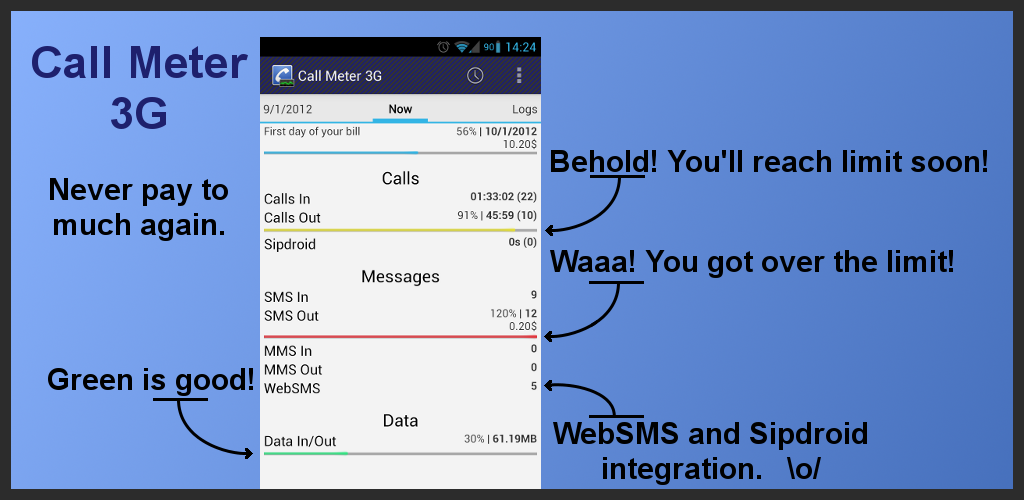 Call Meter
3G
Never pay to
much again.
Green is good!
90 14:24
Call Meter 3G
9/1/2012 Now Logs
First day of your bill 56% | 10/1/2012
10.20$
Calls
Calls In 01:33:02 (22)
Calls Out 91% | 45:59 (10)
Sipdroid 0s (0)
Messages
SMS In 9
SMS Out 120% | 12
0.20$
MMS In 0
MMS Out 0
WebSMS 5
Data
Data In/Out 30% | 61.19MB
Behold! You'll reach limit soon!
Waaa! You got over the limit!
WebSMS and Sipdroid
integration. \o/